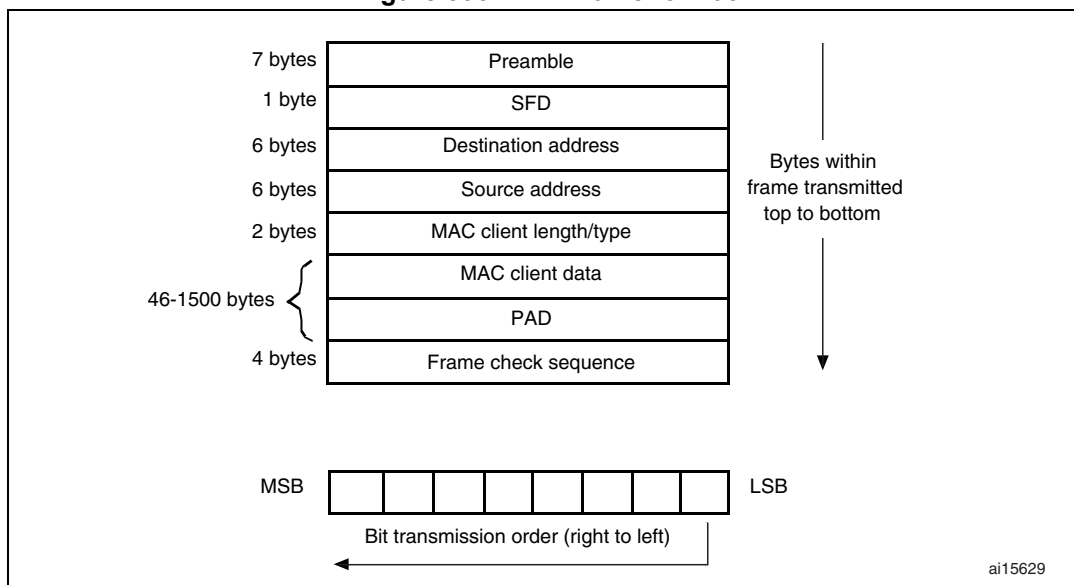 7 bytes Preamble
1 byte SFD
6 bytes Destination address
6 bytes Source address
2 bytes MAC client length/type
MAC client data
46-1500 bytes
PAD
4 bytes Frame check sequence
Bytes within
frame transmitted
top to bottom
MSB LSB
Bit transmission order (right to left)
ai15629